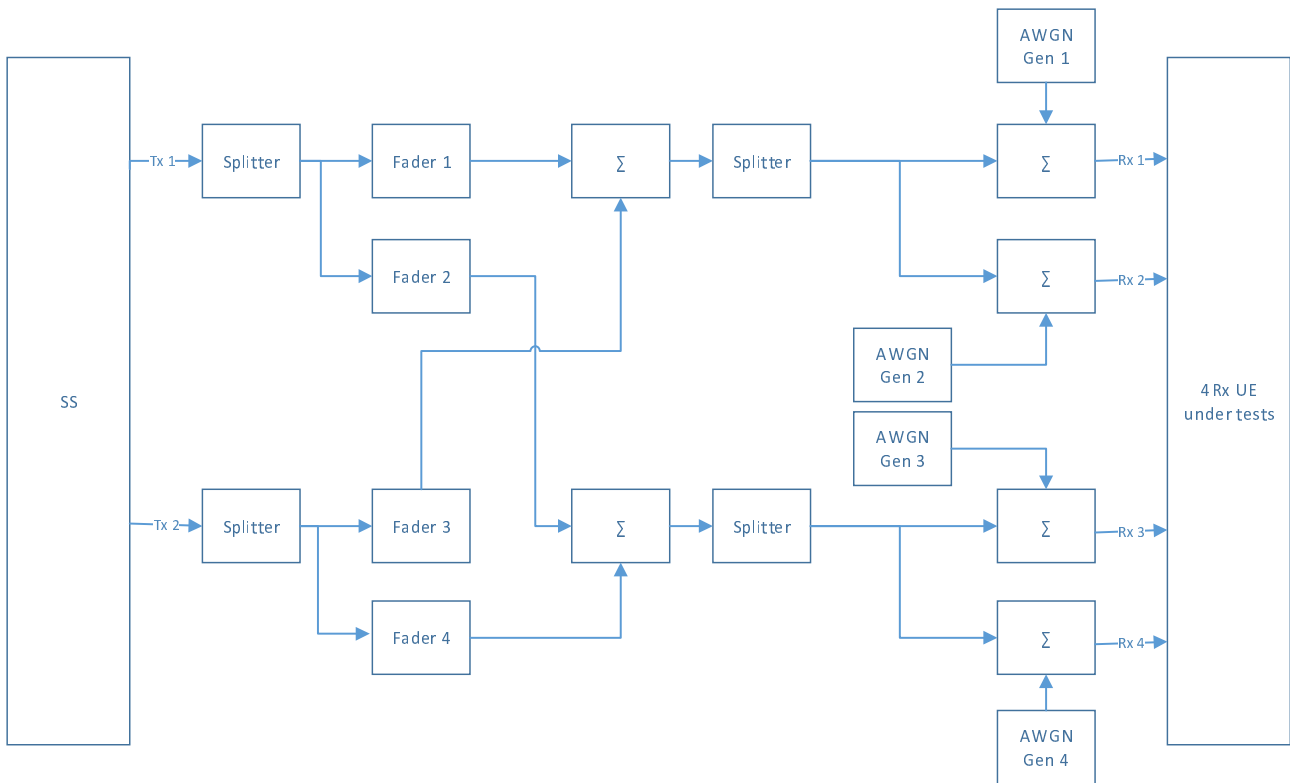 AWGN
Gen 1
Tx 1
Splitter
Fader 1
∑
Splitter
∑
Rx 1
Fader 2
∑
Rx 2
AWGN
Gen 2
SS
4 Rx UE
under tests
AWGN
Gen 3
Tx 2
Splitter
Fader 3
∑
Splitter
∑
Rx 3
Fader 4
∑
Rx 4
AWGN
Gen 4